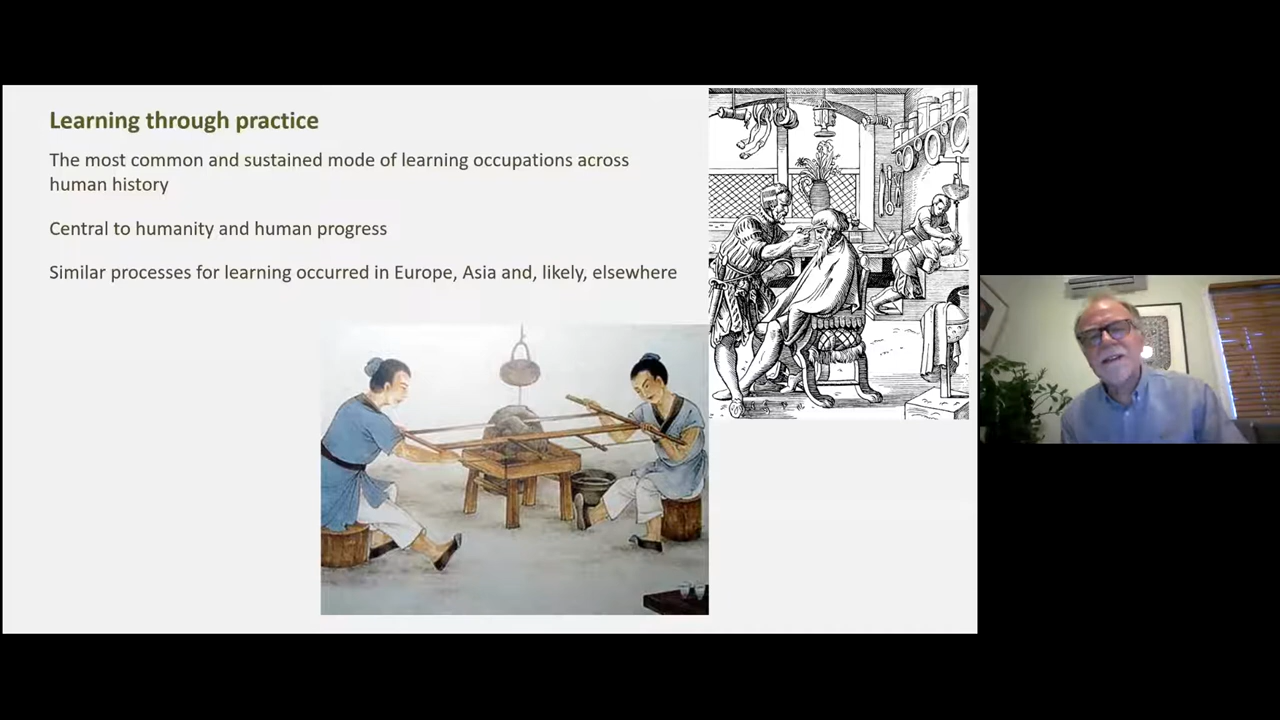 Learning through practice
The most common and sustained mode of learning occupations across
human history
Central to humanity and human progress
Similar processes for learning occurred in Europe, Asia and, likely, elsewhere